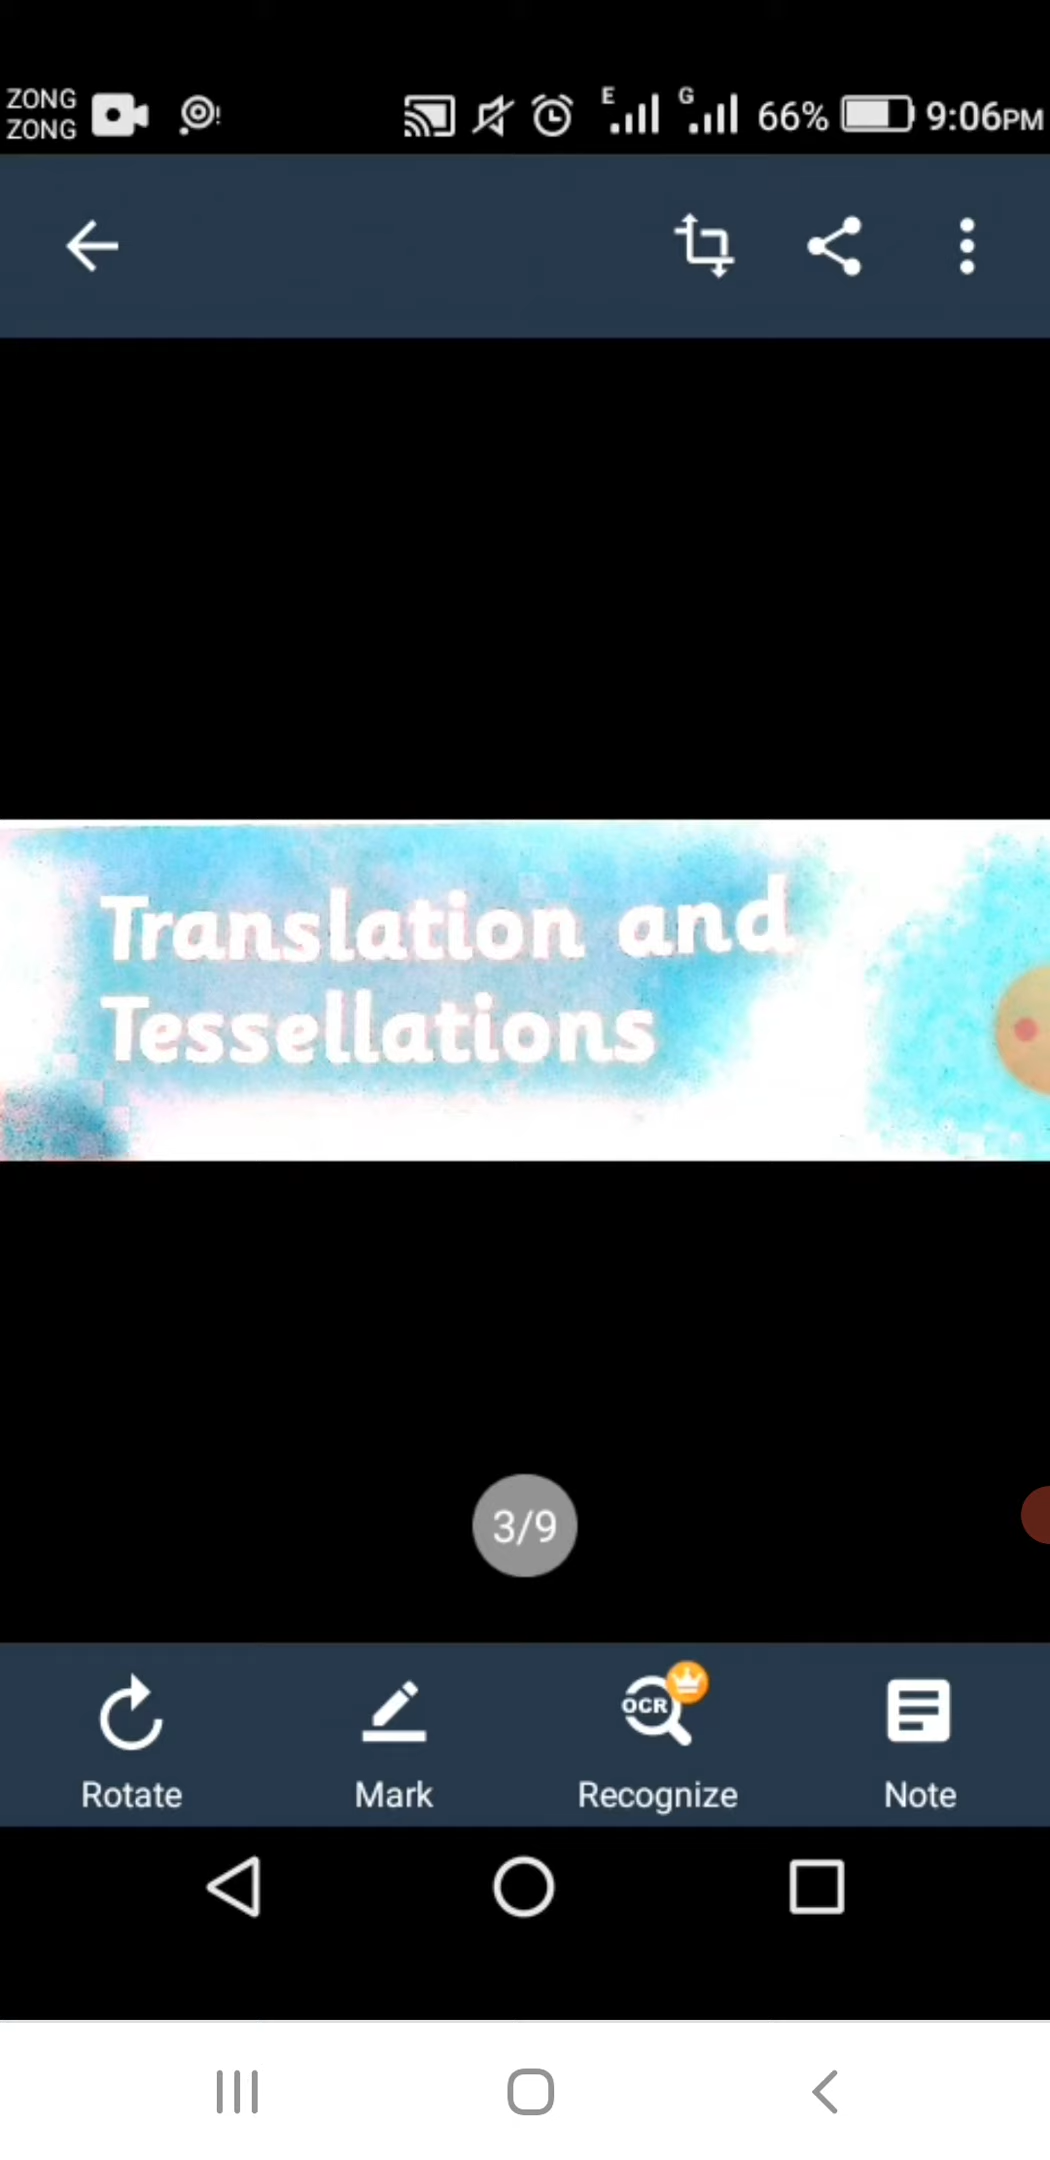 ZONG
ZONG
E
G
66%
9:06PM
Translation and
Tessellations
3/9
OCR
Rotate
Mark
Recognize
Note